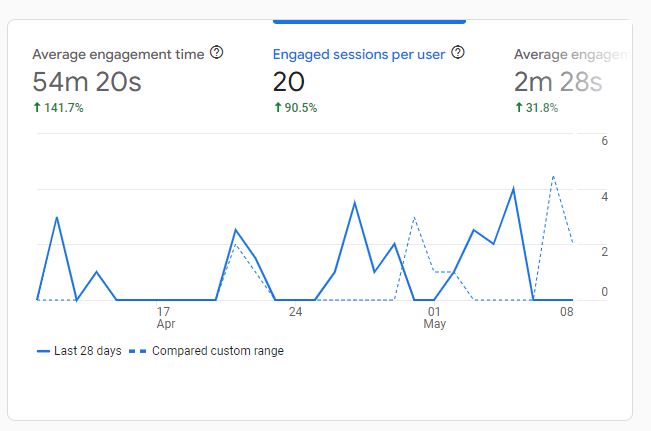 Average engagement time
54m 20s
141.7%
Engaged sessions per user
20
90.5%
Average engagem
2m 28s
31.8%
6
4
2
0
17
Apr
24
01
May
08
Last 28 days
Compared custom range